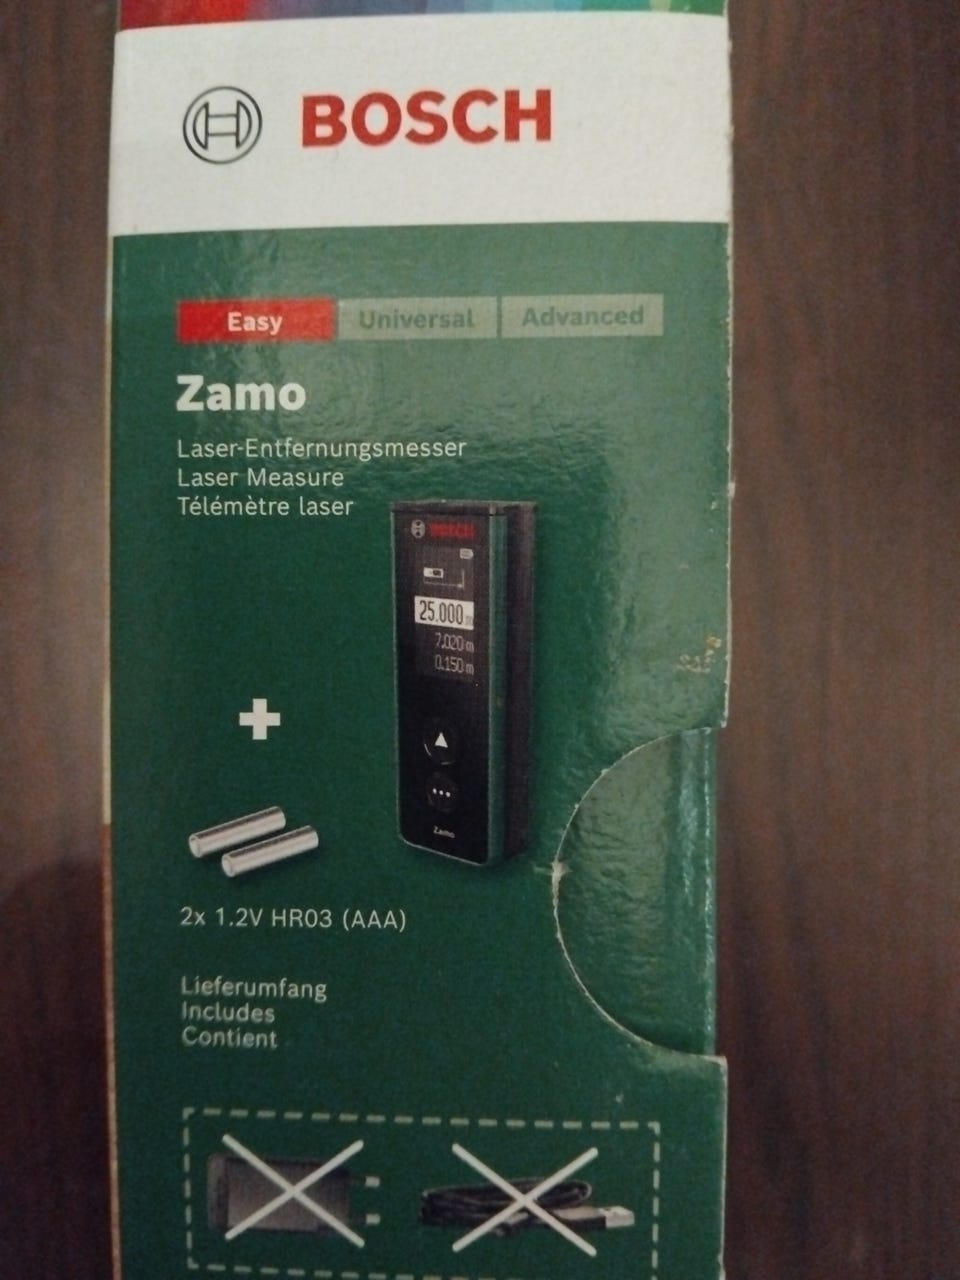 BOSCH
Easy Universal Advanced
Zamo
Laser-Entfernungsmesser
Laser Measure
Télémètre laser
BOSCH
25.000 m
7.020 m
0.150 m
Zamo
2x 1.2V HR03 (AAA)
Lieferumfang
Includes
Contient